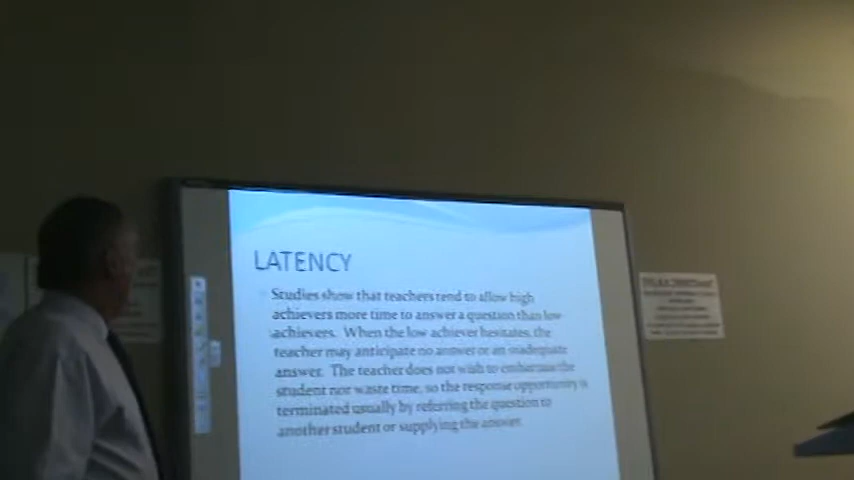 LATENCY
Studies show that teachers tend to allow high
achievers more time to answer a question than low
achievers. When the low achiever hesitates, the
teacher may anticipate no answer or an inadequate
answer. The teacher does not wish to embarrass the
student nor waste time, so the response opportunity is
terminated usually by referring the question to
another student or supplying the answer.